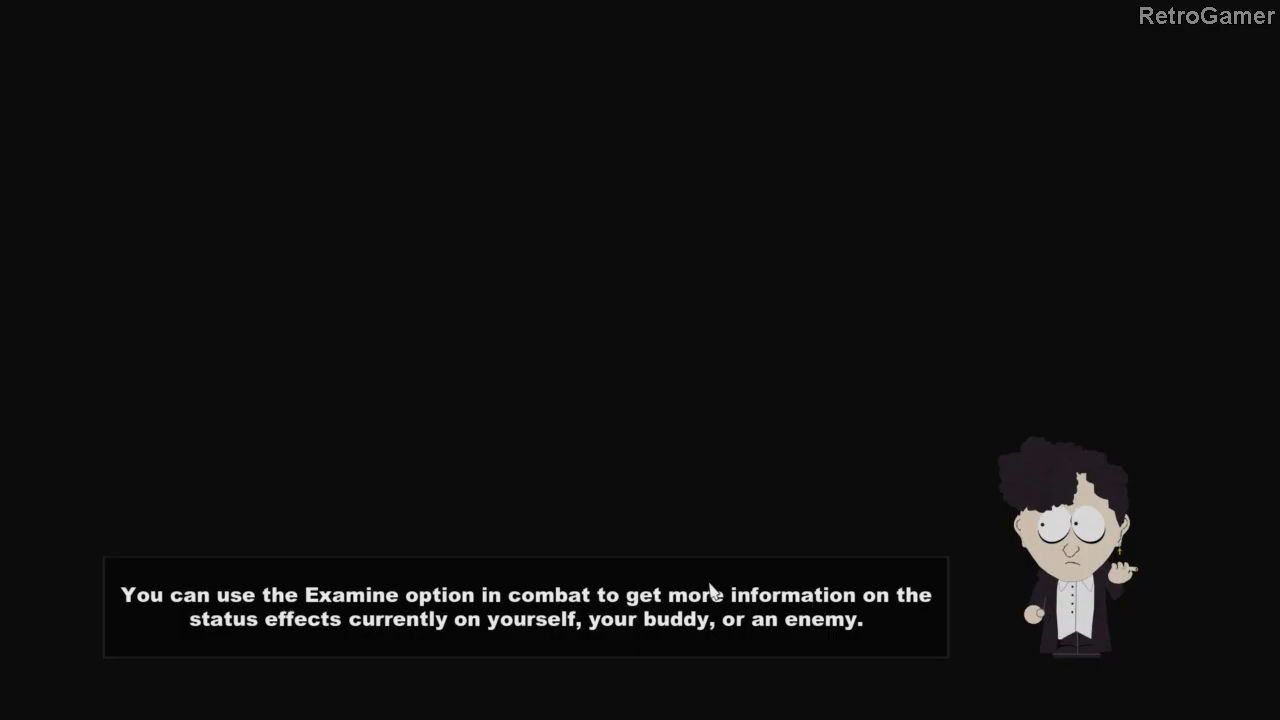 RetroGamer
You can use the Examine option in combat to get more information on the
status effects currently on yourself, your buddy, or an enemy.